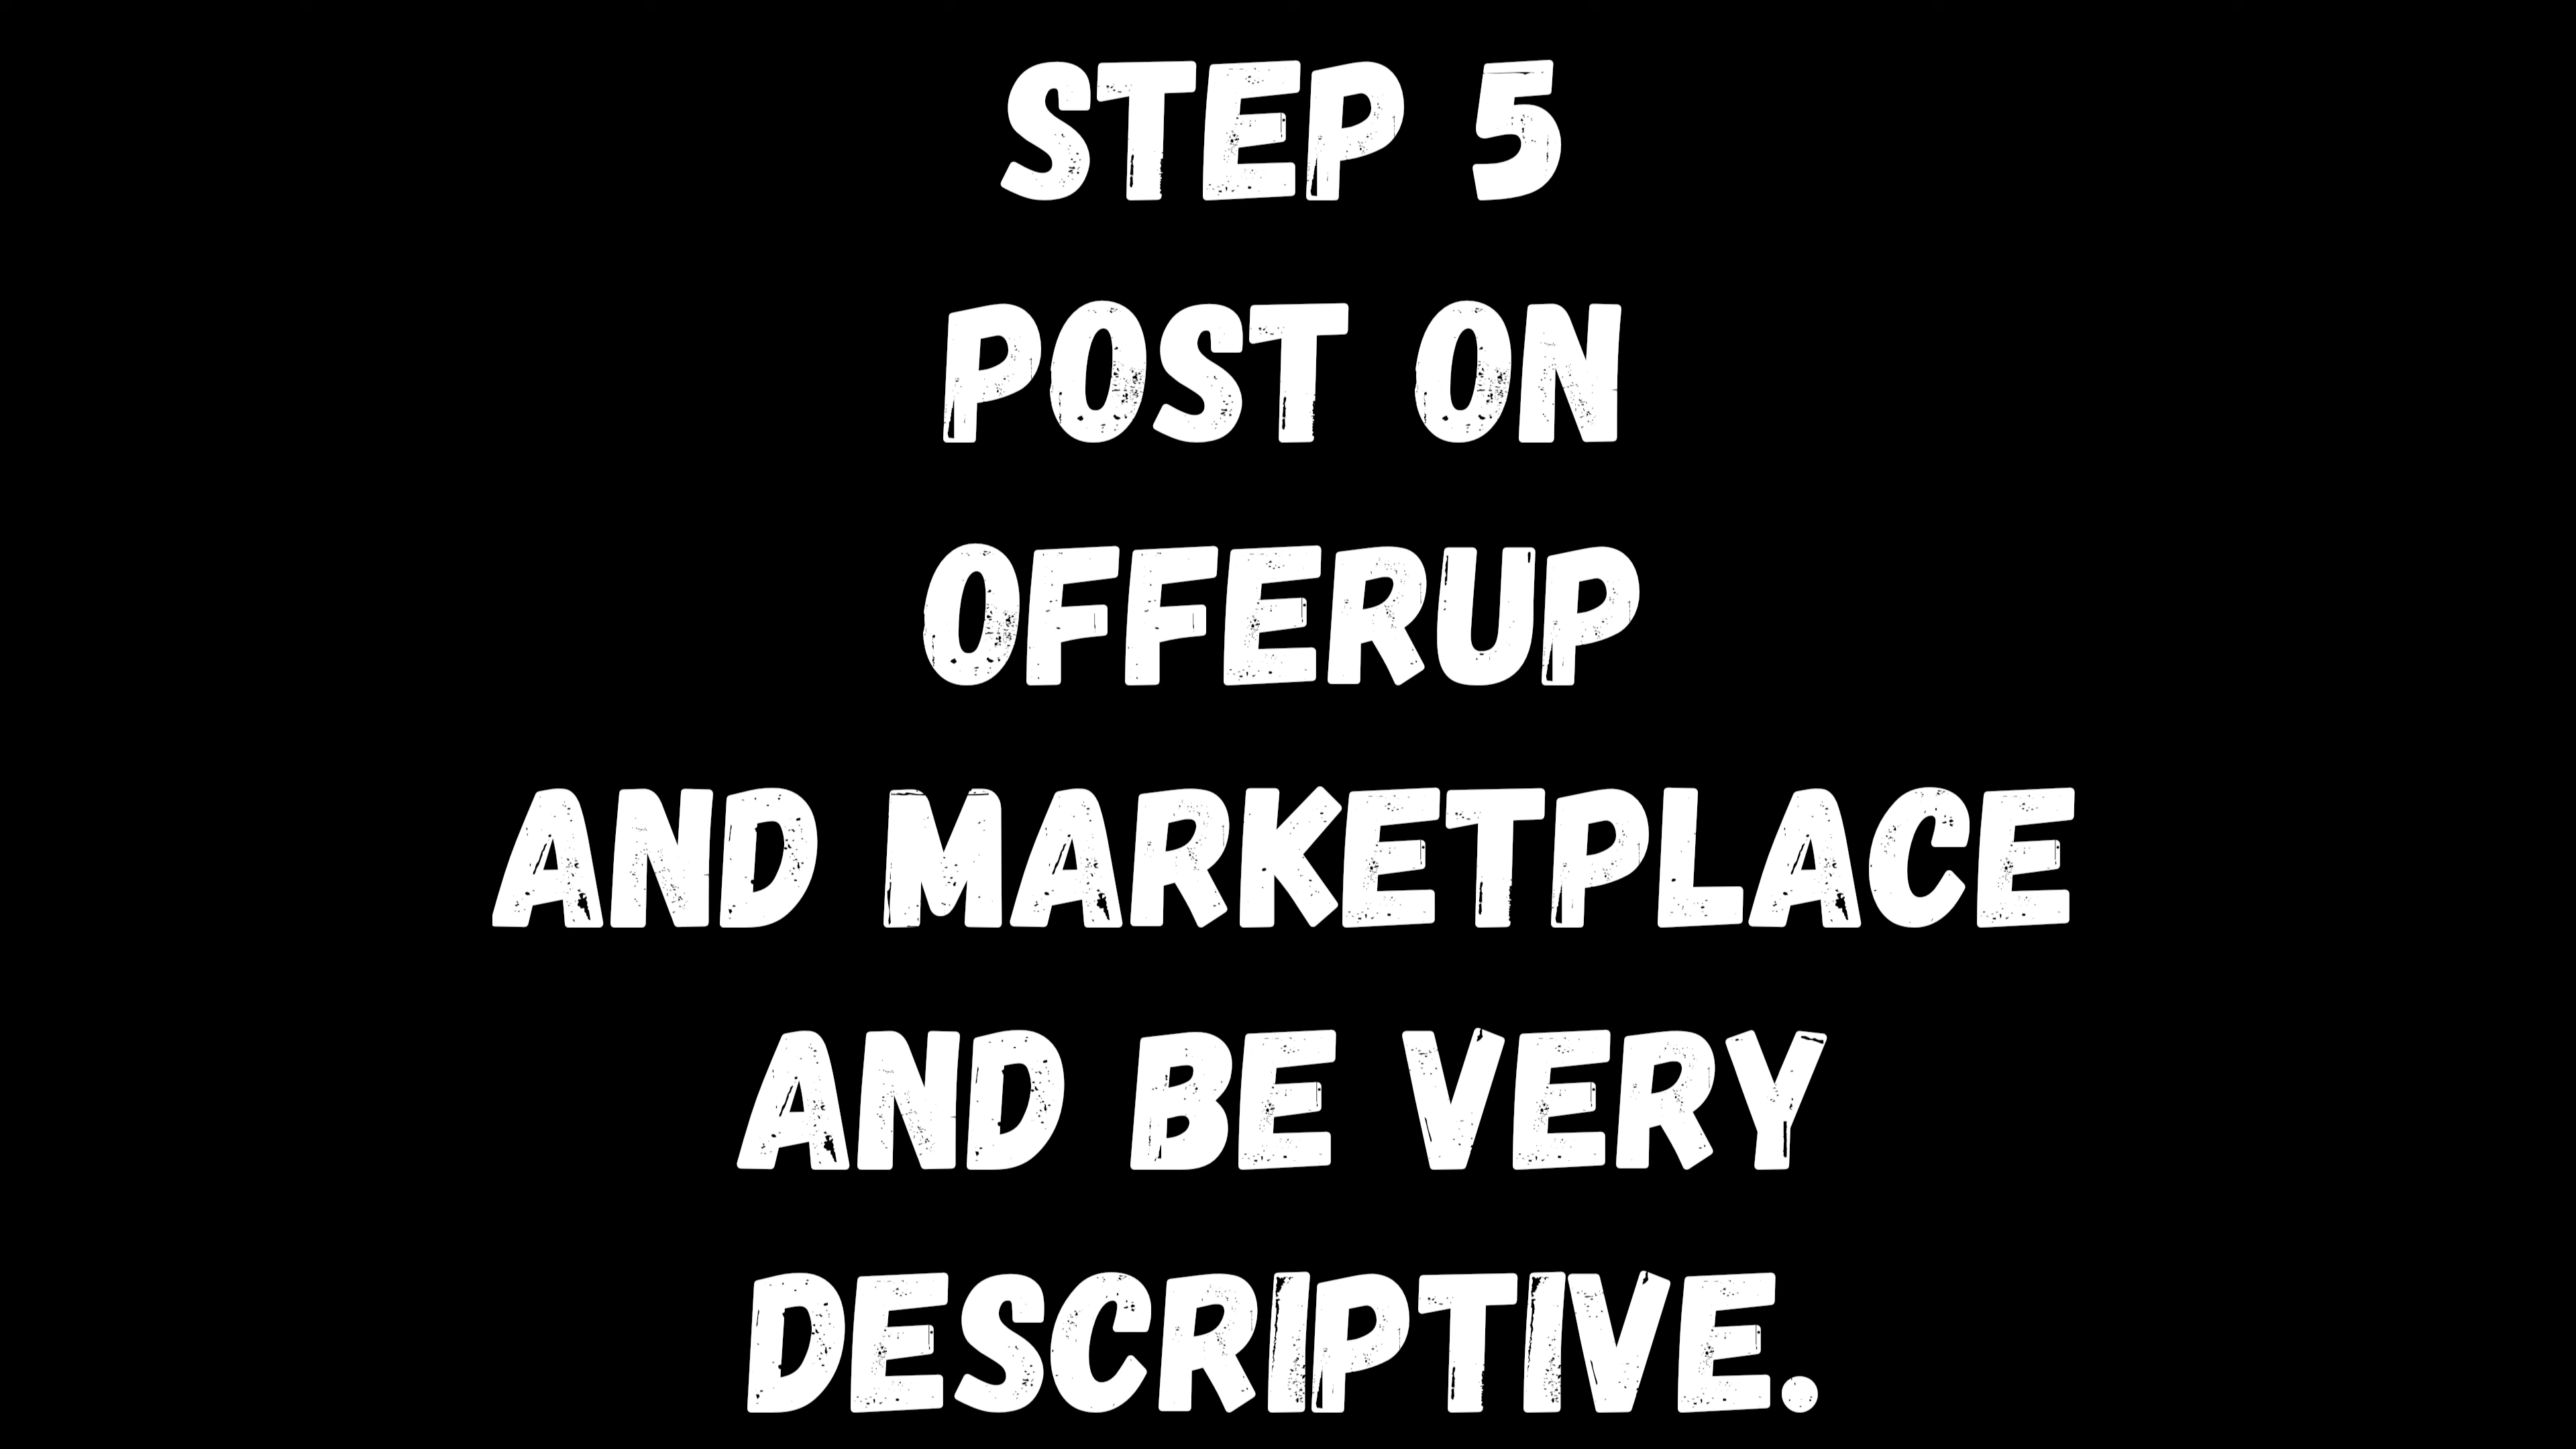 STEP 5
POST ON
OFFERUP
AND MARKETPLACE
AND BE VERY
DESCRIPTIVE.